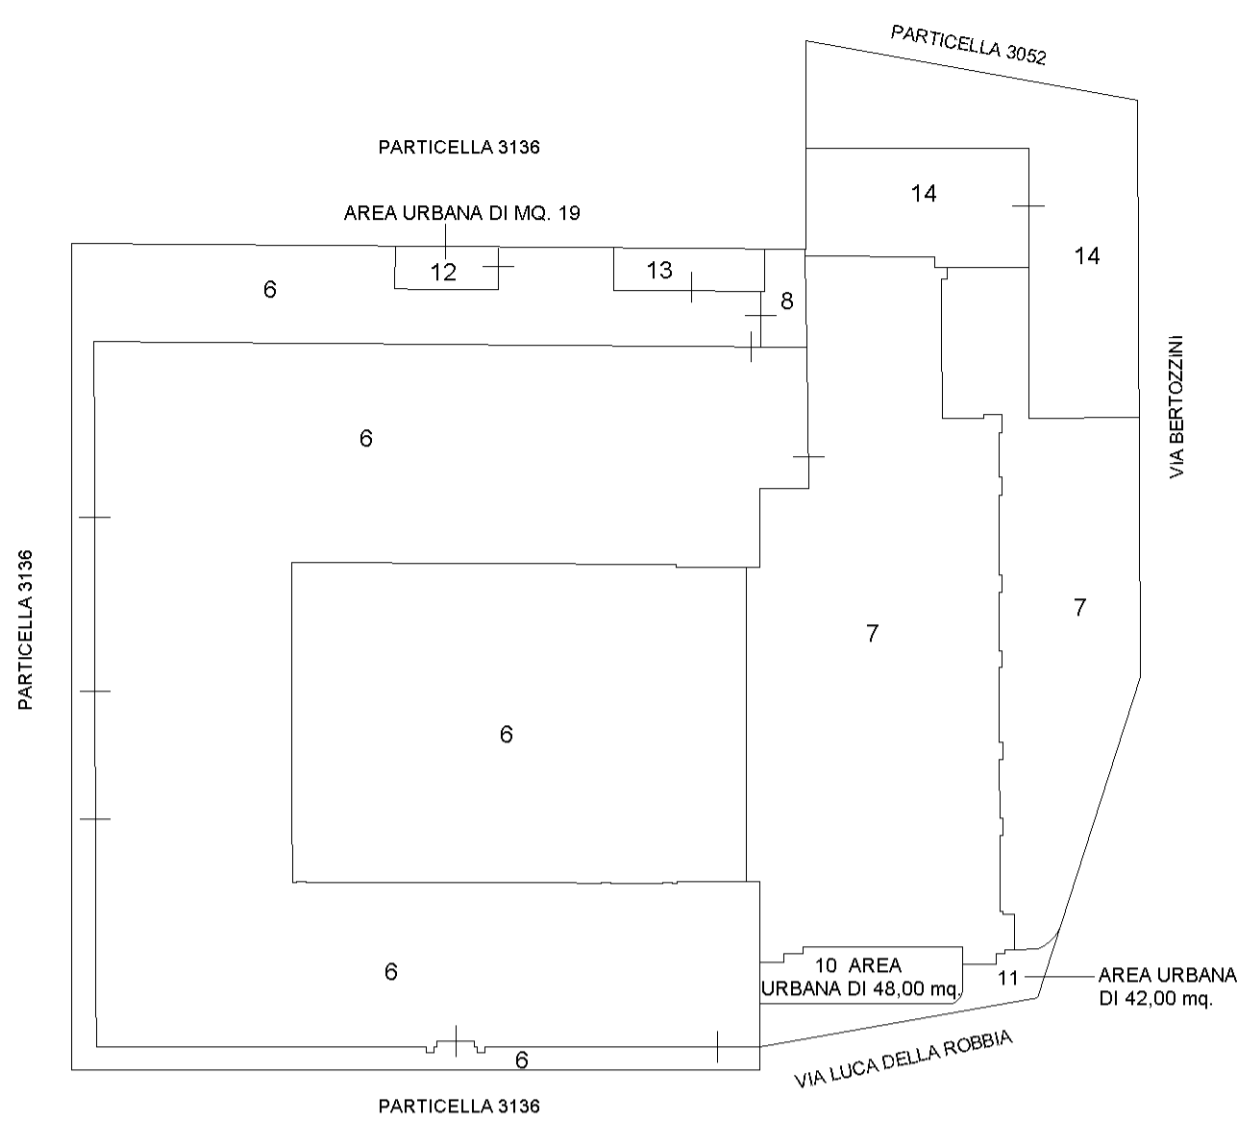 PARTICELLA 3052
PARTICELLA 3136
AREA URBANA DI MQ. 19
14
14
12
13
6
8
6
VIA BERTOZZINI
PARTICELLA 3136
7
7
6
6
10 AREA
URBANA DI 48,00 mq.
11
AREA URBANA
DI 42,00 mq.
6
VIA LUCA DELLA ROBBIA
PARTICELLA 3136